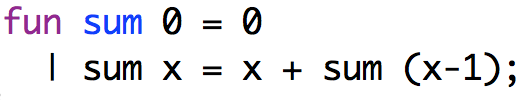 fun sum 0 = 0
  | sum x = x + sum (x-1);